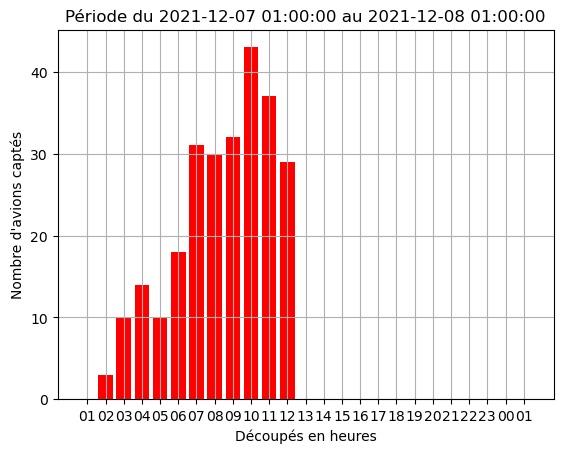 Période du 2021-12-07 01:00:00 au 2021-12-08 01:00:00
Nombre d'avions captés
40
30
20
10
0
01 02 03 04 05 06 07 08 09 10 11 12 13 14 15 16 17 18 19 20 21 22 23 00 01
Découpés en heures